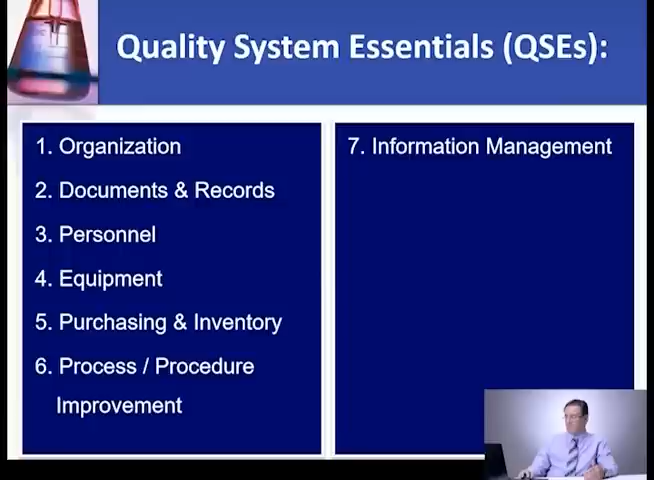 Quality System Essentials (QSEs):
1. Organization
2. Documents & Records
3. Personnel
4. Equipment
5. Purchasing & Inventory
6. Process / Procedure
Improvement
7. Information Management